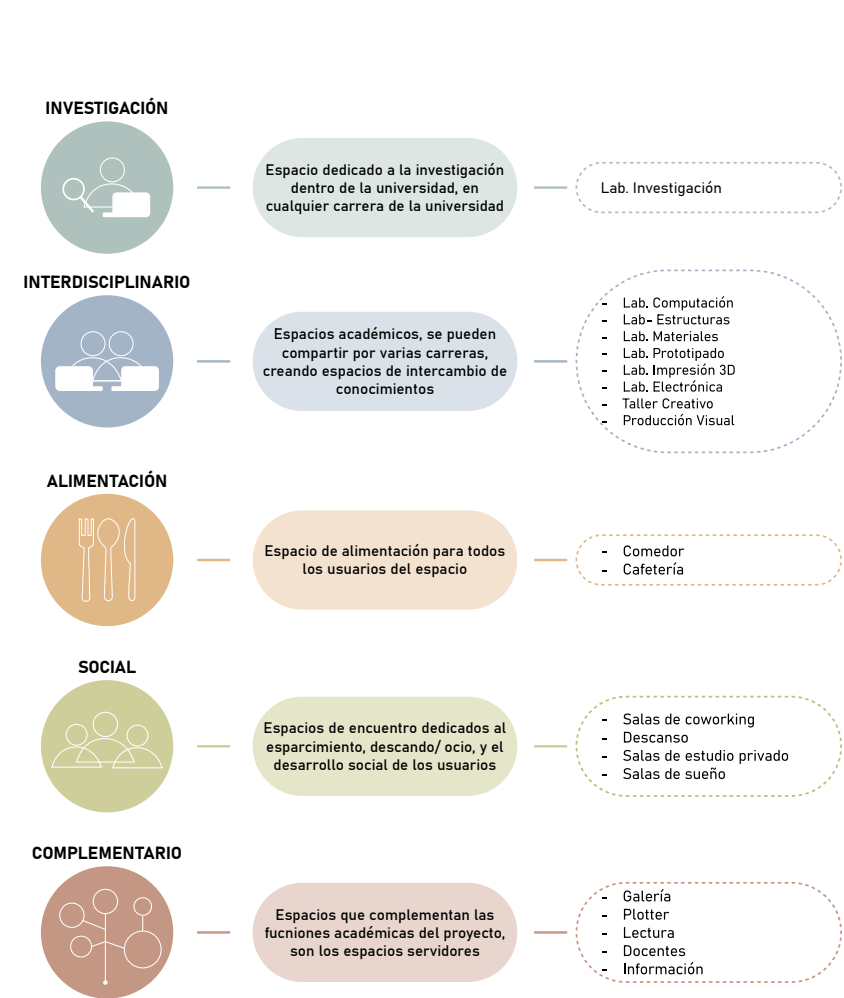 INVESTIGACIÓN
Espacio dedicado a la investigación
dentro de la universidad, en
cualquier carrera de la universidad
Lab. Investigación
INTERDISCIPLINARIO
Espacios académicos, se pueden
compartir por varias carreras,
creando espacios de intercambio de
conocimientos
- Lab. Computación
- Lab- Estructuras
- Lab. Materiales
- Lab. Prototipado
- Lab. Impresión 3D
- Lab. Electrónica
- Taller Creativo
- Producción Visual
ALIMENTACIÓN
Espacio de alimentación para todos
los usuarios del espacio
- Comedor
- Cafetería
SOCIAL
Espacios de encuentro dedicados al
esparcimiento, descando/ ocio, y el
desarrollo social de los usuarios
- Salas de coworking
- Descanso
- Salas de estudio privado
- Salas de sueño
COMPLEMENTARIO
Espacios que complementan las
fucniones académicas del proyecto,
son los espacios servidores
- Galería
- Plotter
- Lectura
- Docentes
- Información